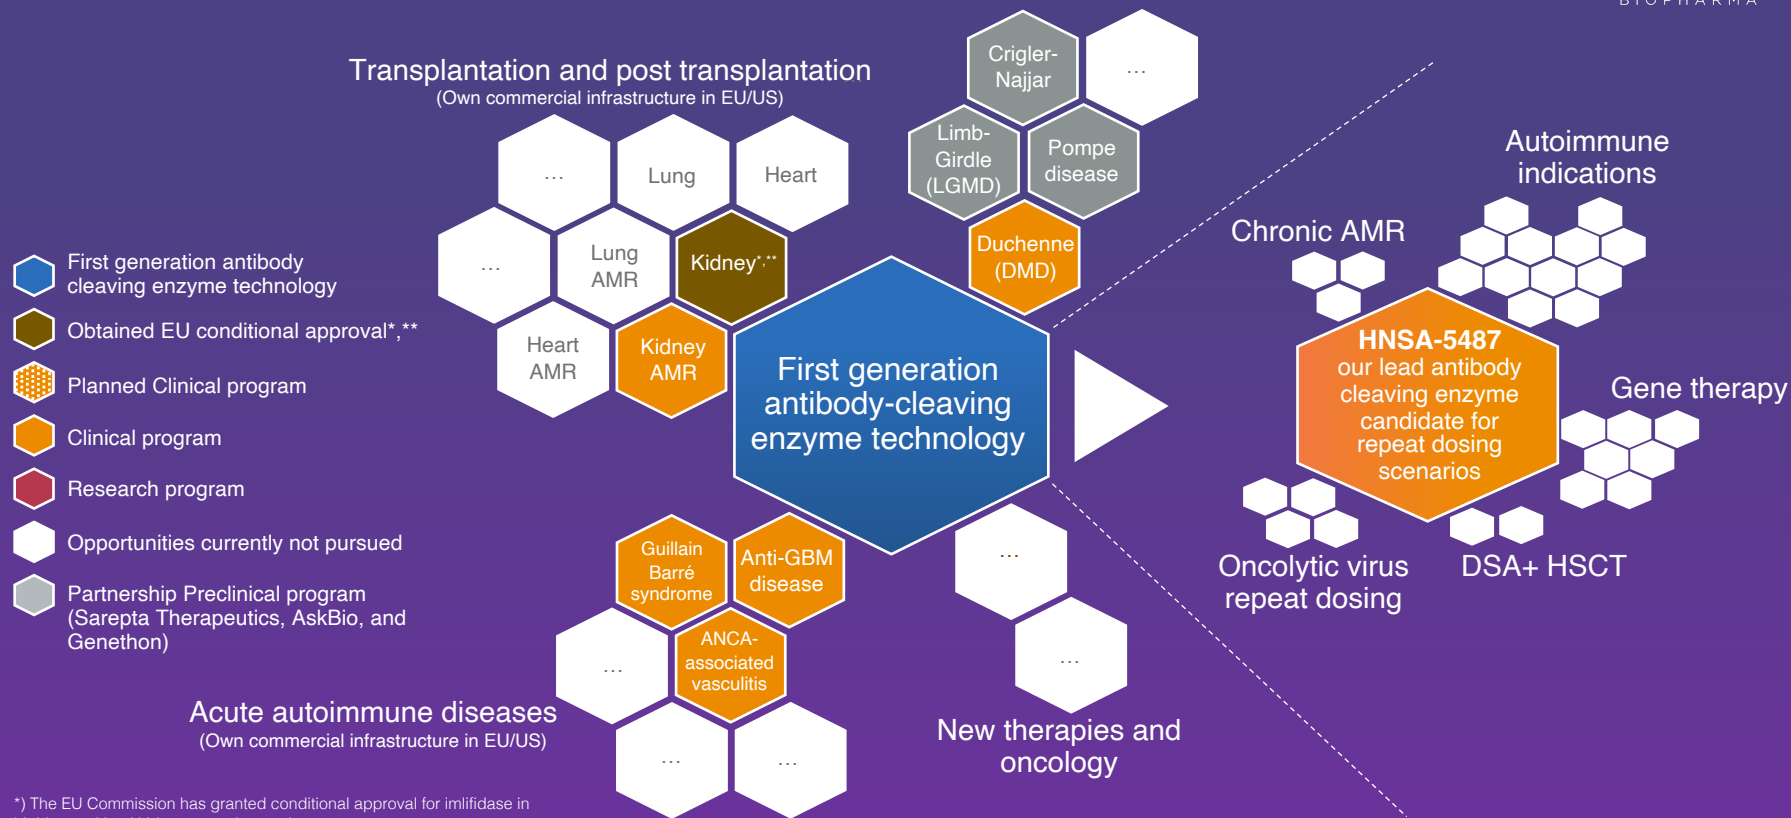 BIOPHARMA
Transplantation and post transplantation
(Own commercial infrastructure in EU/US)
...
Lung
Heart
...
Lung
AMR
Kidney*,**
Heart
AMR
Kidney
AMR
Crigler-
Najjar
...
Limb-
Girdle
(LGMD)
Pompe
disease
Duchenne
(DMD)
First generation antibody
cleaving enzyme technology
Obtained EU conditional approval*,**
Planned Clinical program
Clinical program
Research program
Opportunities currently not pursued
Partnership Preclinical program
(Sarepta Therapeutics, AskBio, and
Genethon)
First generation
antibody-cleaving
enzyme technology
Guillain
Barré
syndrome
Anti-GBM
disease
...
ANCA-
associated
vasculitis
...
...
Acute autoimmune diseases
(Own commercial infrastructure in EU/US)
...
...
New therapies and
oncology
Autoimmune
indications
Chronic AMR
HNSA-5487
our lead antibody
cleaving enzyme
candidate for
repeat dosing
scenarios
Gene therapy
Oncolytic virus
repeat dosing
DSA+ HSCT
*) The EU Commission has granted conditional approval for imlifidase in